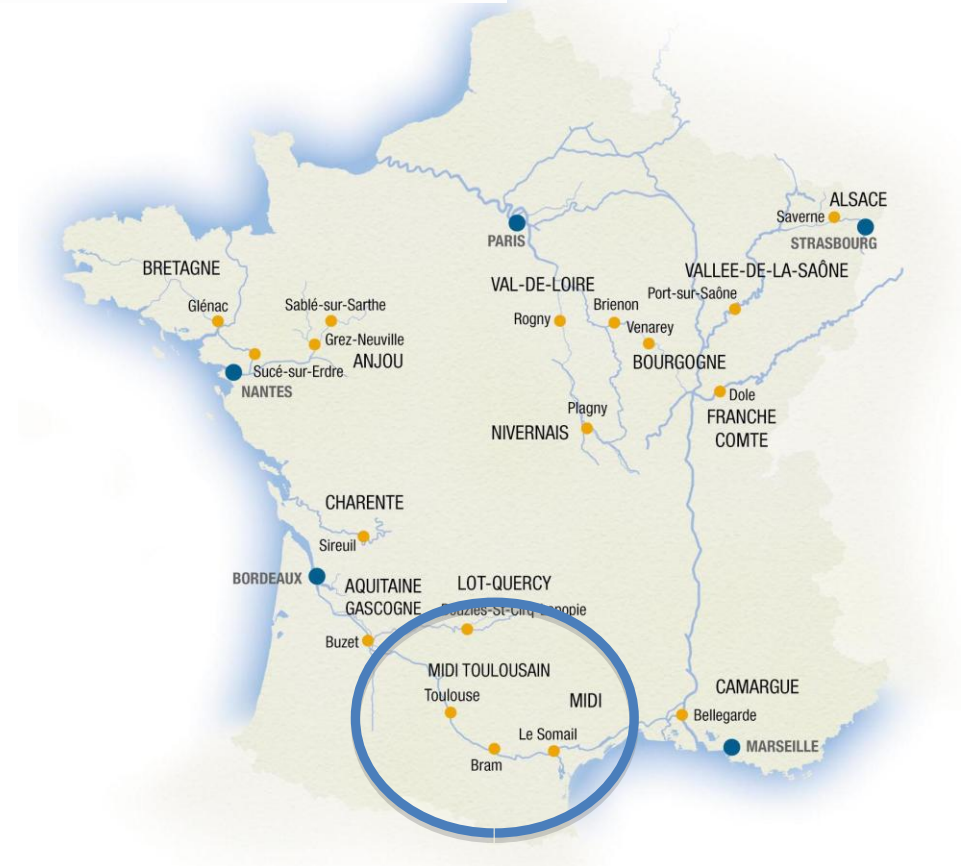 ALSACE
Saverne
STRASBOURG
PARIS
BRETAGNE
VALLEE-DE-LA-SAÔNE
VAL-DE-LOIRE
Port-sur-Saône
Glénac
Sablé-sur-Sarthe
Brienon
Rogny
Venarey
Grez-Neuville
ANJOU
BOURGOGNE
Sucé-sur-Erdre
NANTES
Dole
Plagny
FRANCHE
COMTE
NIVERNAIS
CHARENTE
Sireuil
BORDEAUX
AQUITAINE
GASCOGNE
LOT-QUERCY
Buzet
MIDI TOULOUSAIN
Toulouse
MIDI
CAMARGUE
Bellegarde
Le Somail
MARSEILLE
Bram